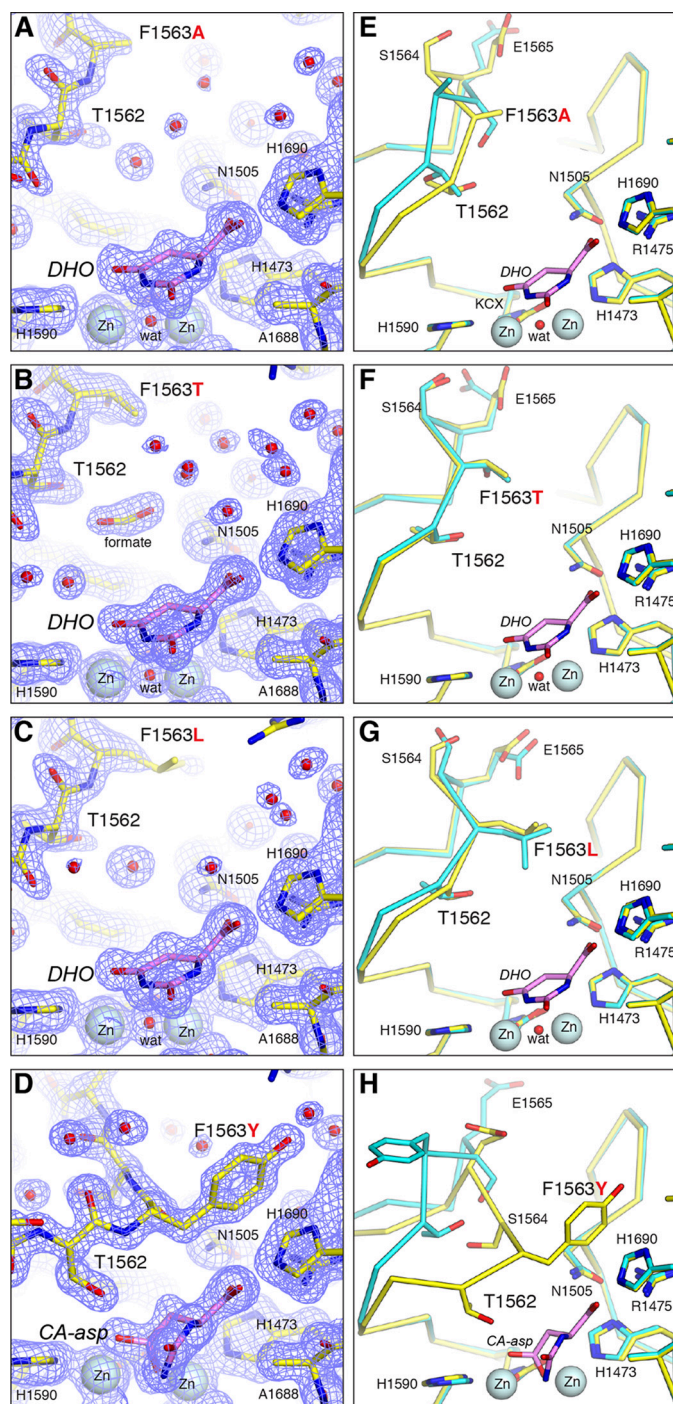 A
F1563A
T1562
H1690
N1505
DHO
H1473
H1590
Zn
wat
Zn
A1688
E
S1564
E1565
F1563A
N1505
H1690
T1562
R1475
DHO
KCX
H1473
H1590
Zn
wat
Zn
B
F1563T
T1562
H1690
formate
N1505
DHO
H1473
H1590
Zn
wat
Zn
A1688
F
S1564
E1565
F1563T
N1505
H1690
T1562
R1475
DHO
H1473
H1590
Zn
wat
Zn
C
F1563L
T1562
H1690
N1505
DHO
H1473
H1590
Zn
wat
Zn
A1688
G
S1564
E1565
F1563L
N1505
H1690
T1562
R1475
DHO
H1473
H1590
Zn
wat
Zn
D
F1563Y
H1690
N1505
T1562
CA-asp
H1473
H1590
Zn
Zn
A1688
H
E1565
F1563Y
S1564
H1690
T1562
N1505
R1475
CA-asp
H1590
Zn
Zn
H1473